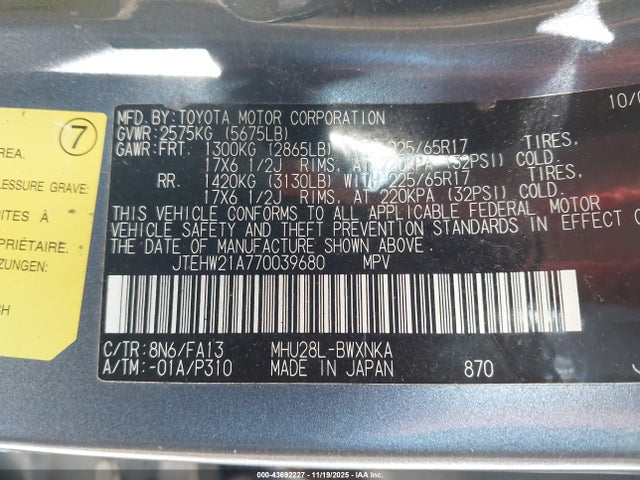 7
REA.
LESSURE GRAVE:
RITES À
PRIÉTAIRE.
SH
MFD. BY: TOYOTA MOTOR CORPORATION 10/0
GVWR: 2575KG (5675LB)
GAWR: FRT. 1300KG (2865LB) 225/65R17 TIRES,
17X6 1/2J RIMS, AT 220KPA (32PSI) COLD.
RR. 1420KG (3130LB) WITH 225/65R17 TIRES,
17X6 1/2J RIMS, AT 220KPA (32PSI) COLD.
THIS VEHICLE CONFORMS TO ALL APPLICABLE FEDERAL MOTOR
VEHICLE SAFETY AND THEFT PREVENTION STANDARDS IN EFFECT
THE DATE OF MANUFACTURE SHOWN ABOVE.
JTEHW21A770039680 MPV
C/TR: 8N6/FA13 MHU28L-BWXNKA
A/TM: -01A/P310 MADE IN JAPAN 870
000-43692227 - 11/19/2025 - IAA Inc.